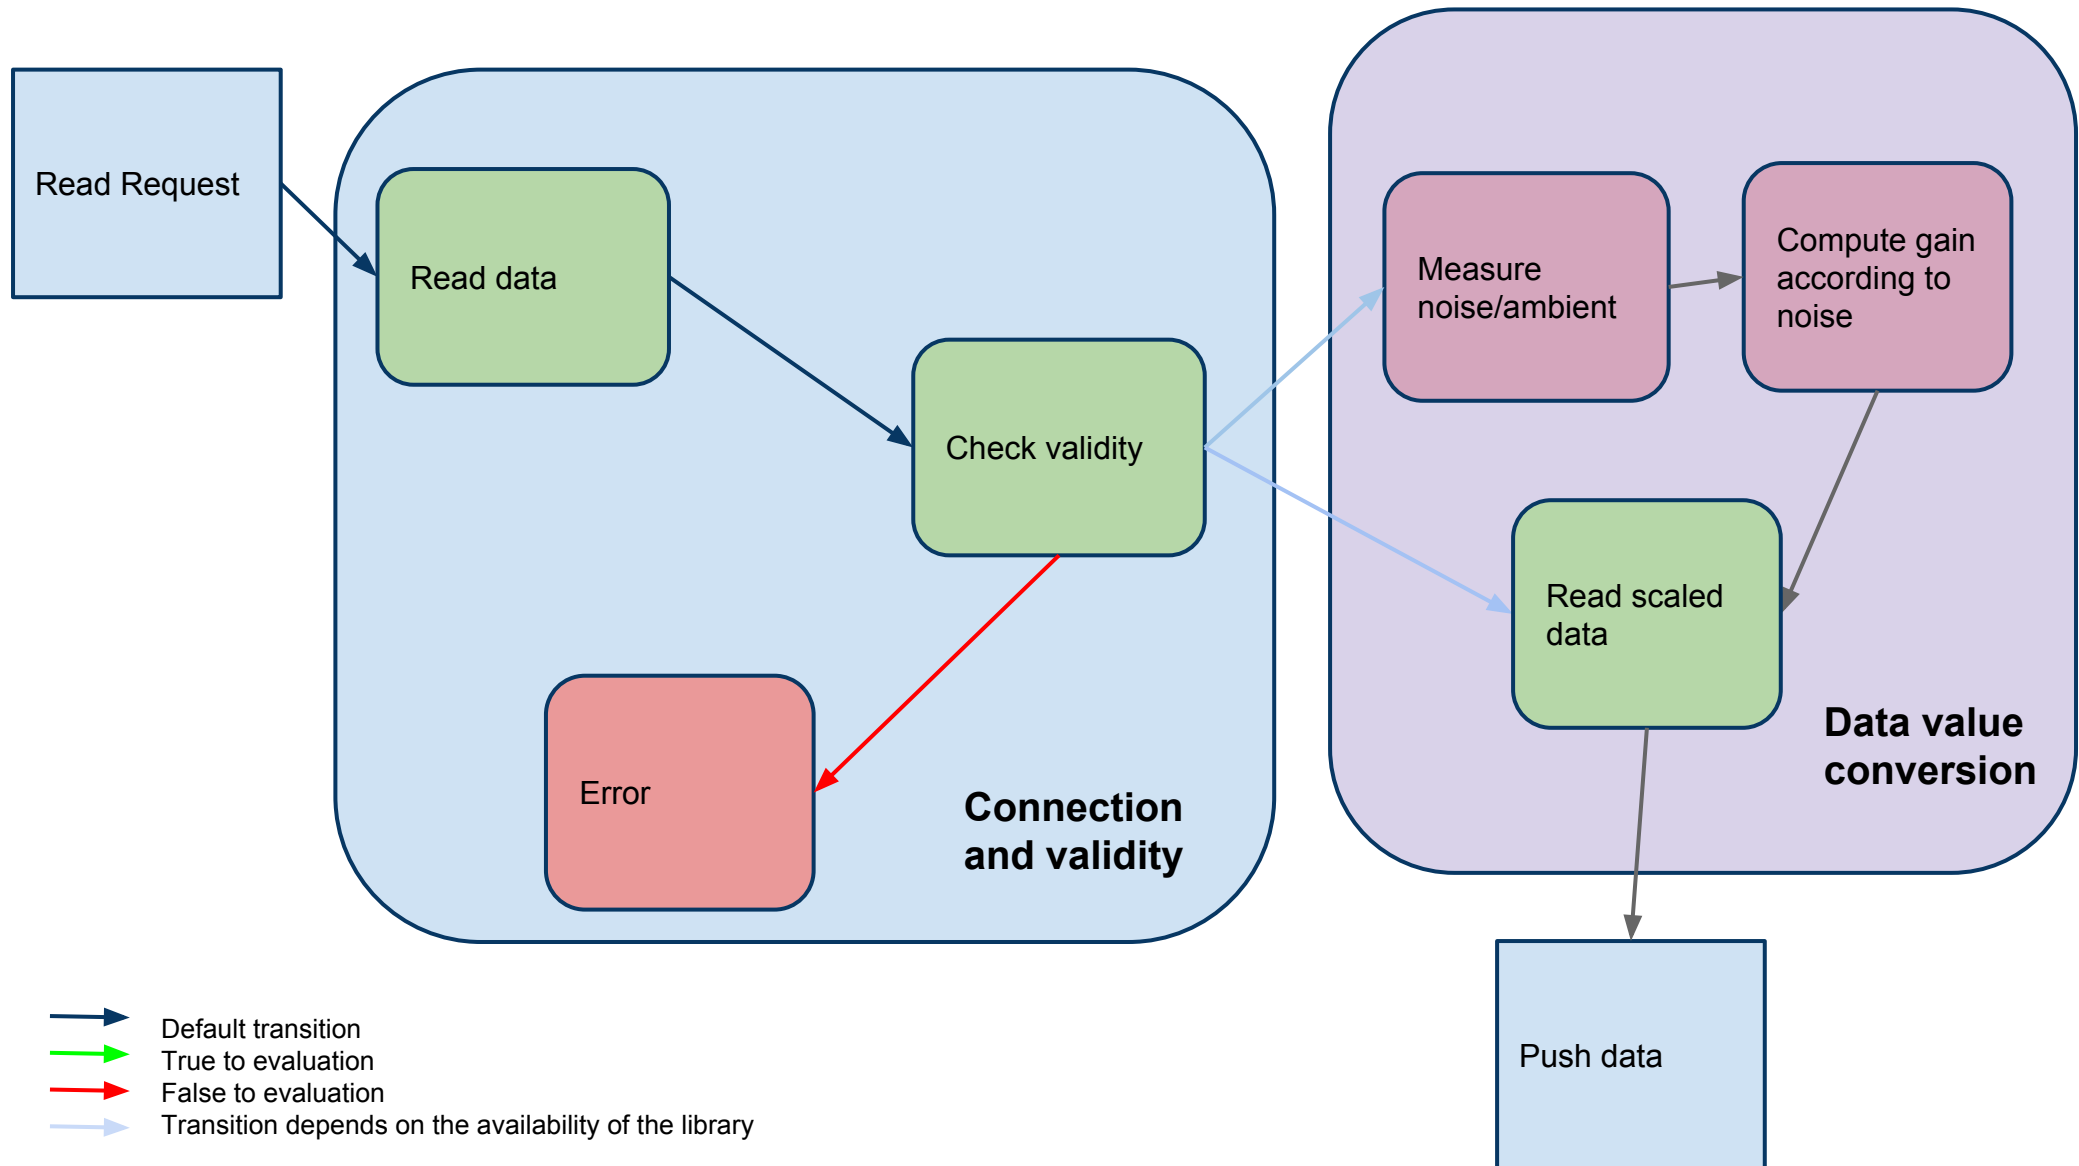 Read Request
Read data
Check validity
Error
Connection
and validity
Measure
noise/ambient
Compute gain
according to
noise
Read scaled
data
Data value
conversion
Push data
Default transition
True to evaluation
False to evaluation
Transition depends on the availability of the library